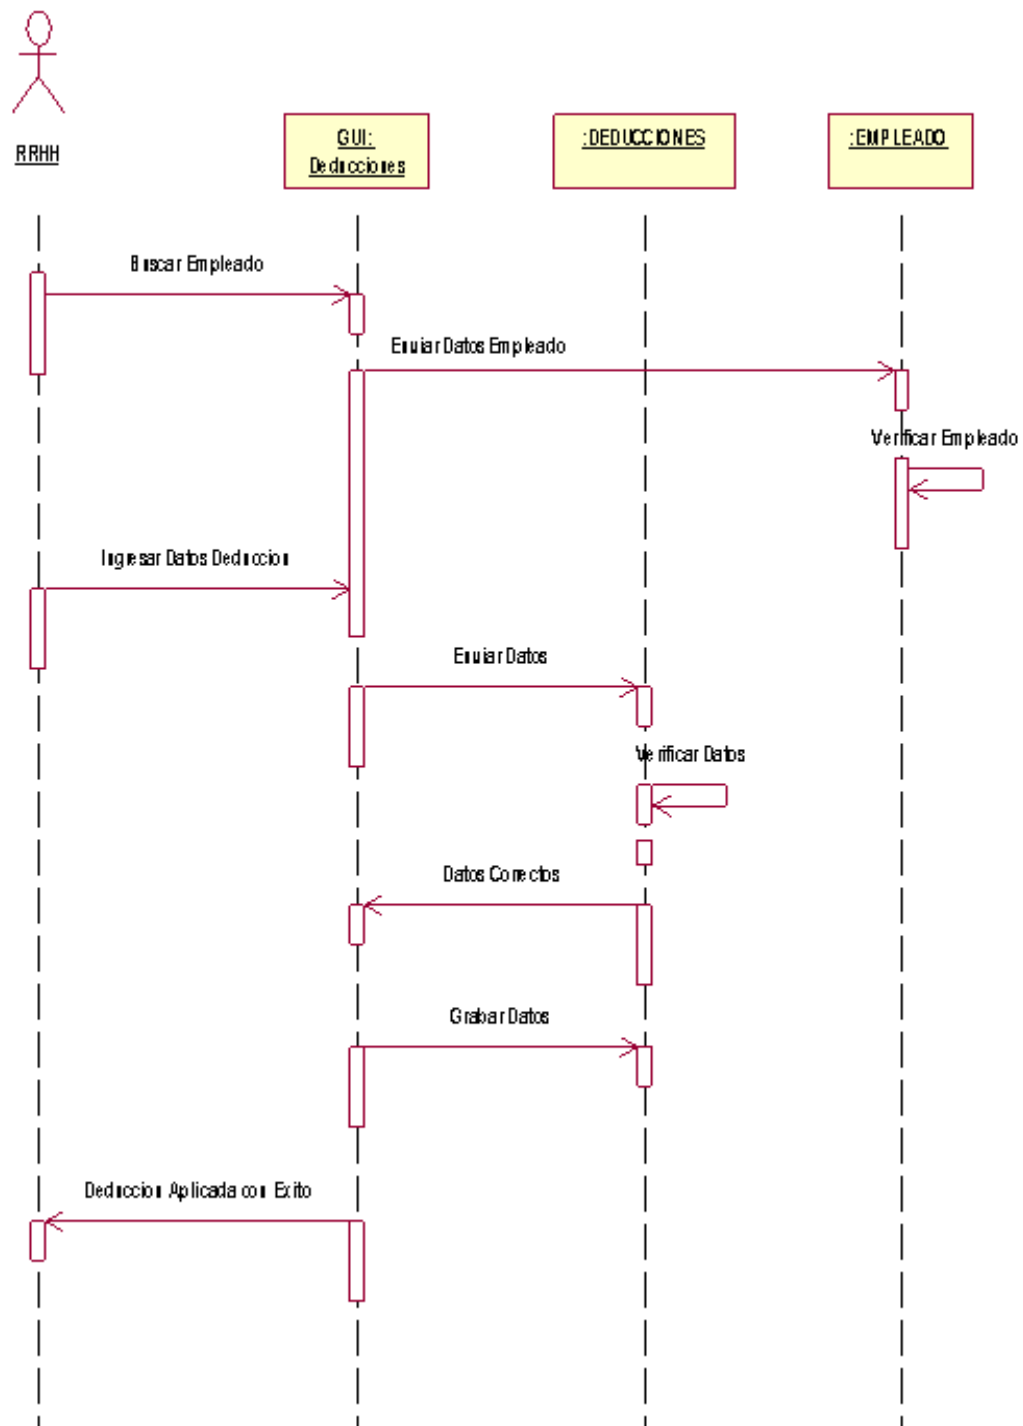 RRHH
GUI:
Deducciones
:DEDUCCIONES
:EMPLEADO
Buscar Empleado
Enviar Datos Empleado
Verificar Empleado
Ingresar Datos Deduccion
Enviar Datos
Verificar Datos
Datos Correctos
Grabar Datos
Deduccion Aplicada con Exito